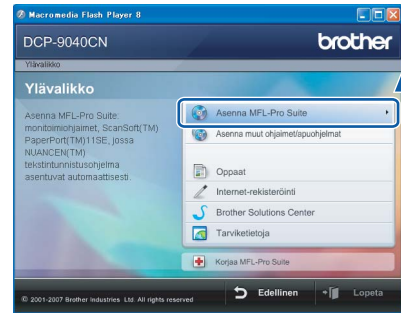 Macromedia Flash Player 8
DCP-9040CN
brother
Ylävalikko
Ylävalikko
Asenna MFL-Pro Suite:
monitoimiohjaimet, ScanSoft(TM)
PaperPort(TM)11SE, jossa
NUANCEN(TM)
tekstintunnistusohjelma
asentuvat automaattisesti.
Asenna MFL-Pro Suite
Asenna muut ohjaimet/apuohjelmat
Oppaat
Internet-rekisteröinti
Brother Solutions Center
Tarviketietoja
Korjaa MFL-Pro Suite
© 2001-2007 Brother Industries Ltd. All rights reserved
Edellinen
Lopeta